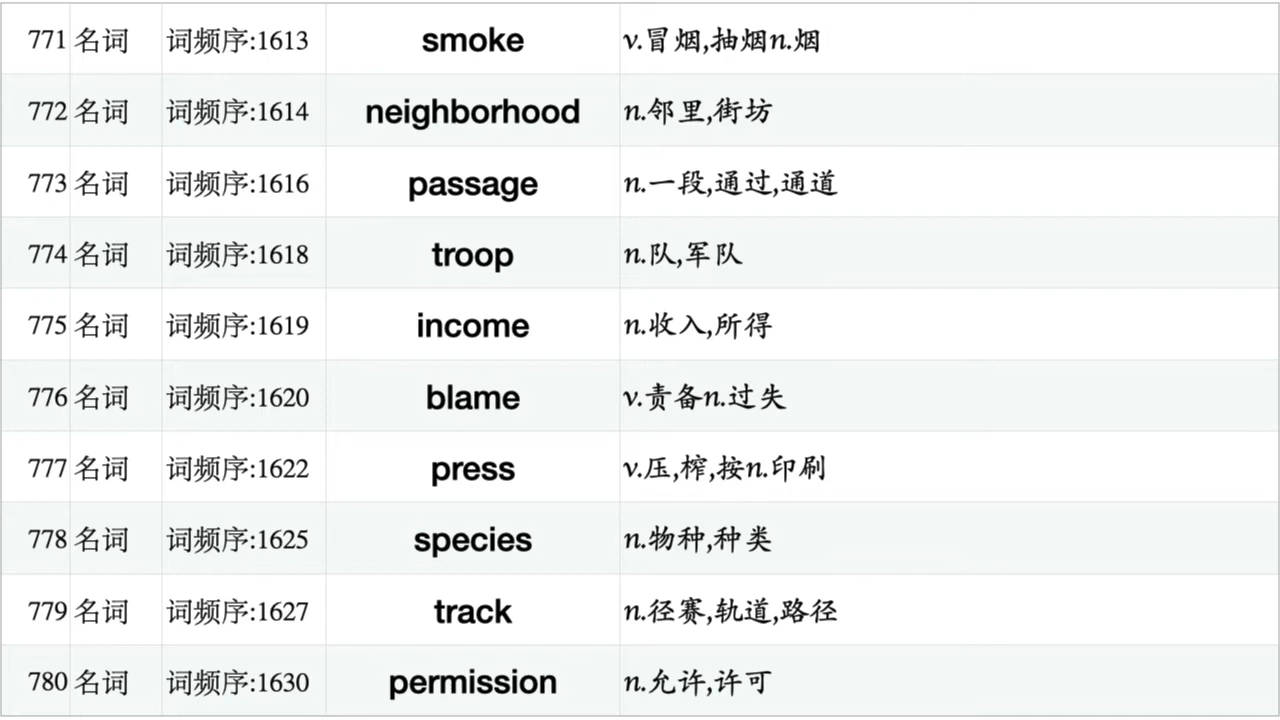 771 名词 词频序:1613 smoke v.冒烟,抽烟n.烟
772 名词 词频序:1614 neighborhood n.邻里,街坊
773 名词 词频序:1616 passage n.一段,通过,通道
774 名词 词频序:1618 troop n.队,军队
775 名词 词频序:1619 income n.收入,所得
776 名词 词频序:1620 blame v.责备n.过失
777 名词 词频序:1622 press v.压,榨,按n.印刷
778 名词 词频序:1625 species n.物种,种类
779 名词 词频序:1627 track n.径赛,轨道,路径
780 名词 词频序:1630 permission n.允许,许可